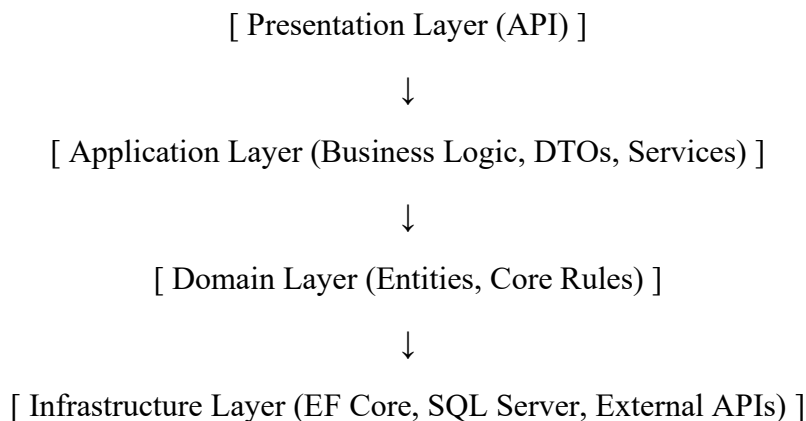 [ Presentation Layer (API) ]
↓
[ Application Layer (Business Logic, DTOs, Services) ]
↓
[ Domain Layer (Entities, Core Rules) ]
↓
[ Infrastructure Layer (EF Core, SQL Server, External APIs) ]